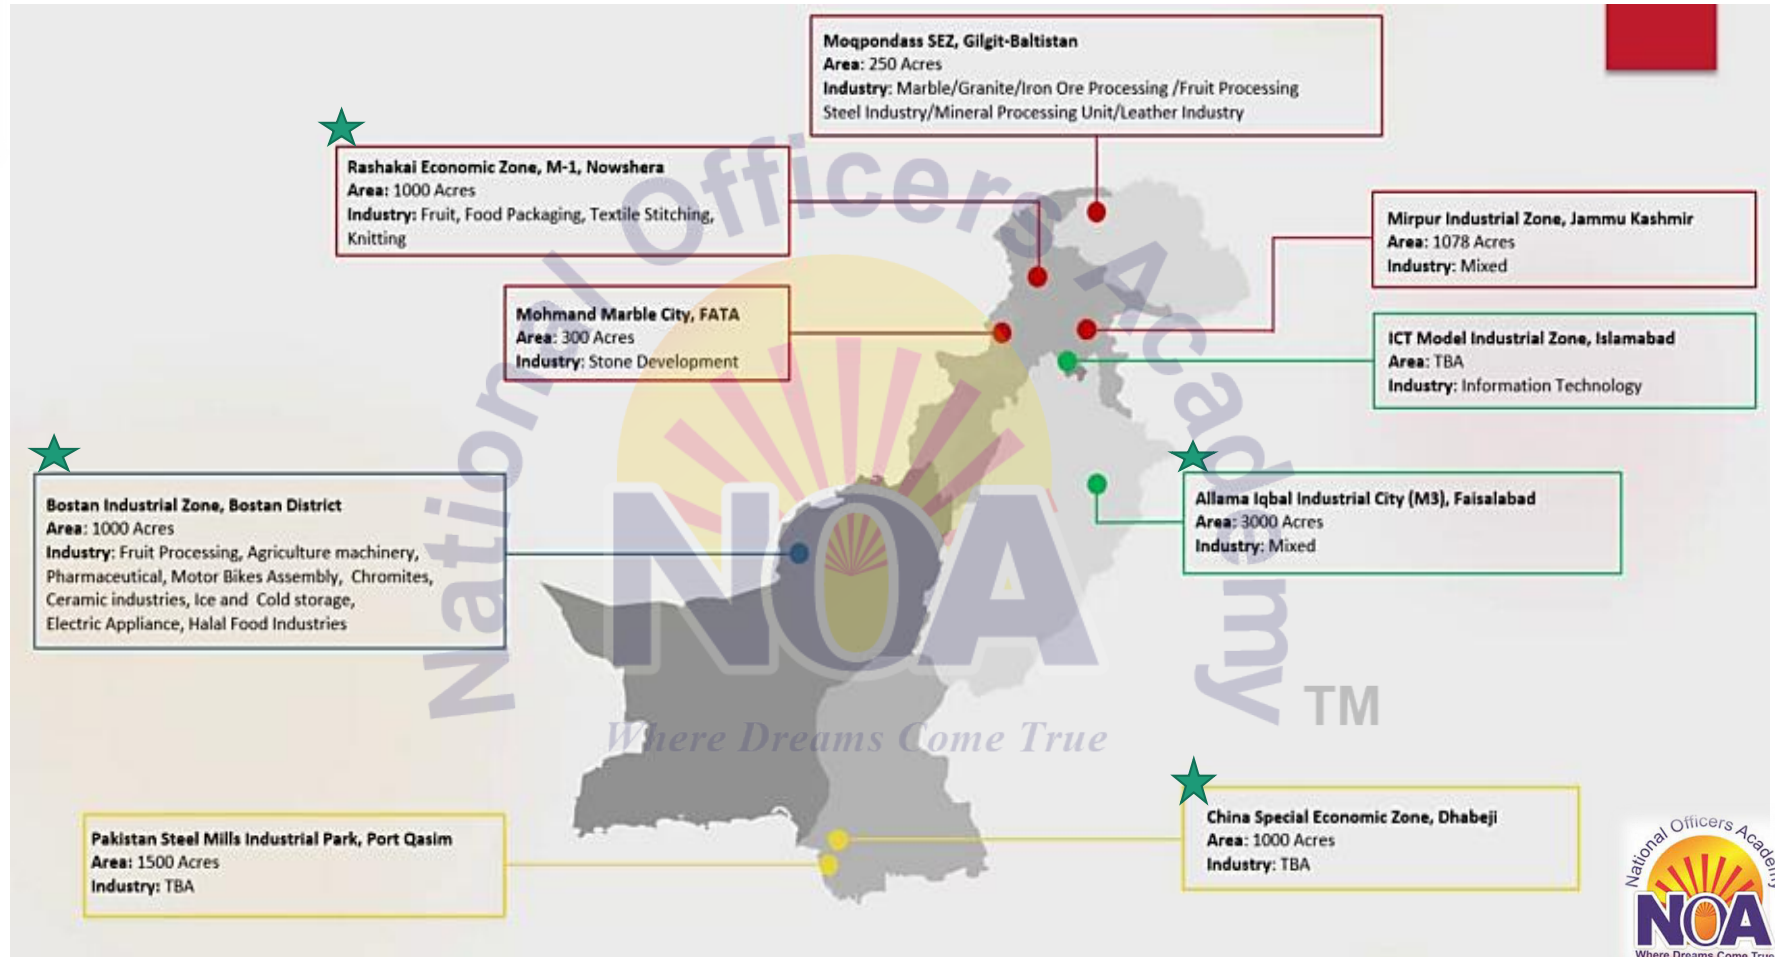 Moqpondass SEZ, Gilgit-Baltistan
Area: 250 Acres
Industry: Marble/Granite/Iron Ore Processing /Fruit Processing
Steel Industry/Mineral Processing Unit/Leather Industry
Rashakai Economic Zone, M-1, Nowshera
Area: 1000 Acres
Industry: Fruit, Food Packaging, Textile Stitching,
Knitting
Mirpur Industrial Zone, Jammu Kashmir
Area: 1078 Acres
Industry: Mixed
Mohmand Marble City, FATA
Area: 300 Acres
Industry: Stone Development
ICT Model Industrial Zone, Islamabad
Area: TBA
Industry: Information Technology
Bostan Industrial Zone, Bostan District
Area: 1000 Acres
Industry: Fruit Processing, Agriculture machinery,
Pharmaceutical, Motor Bikes Assembly, Chromites,
Ceramic industries, Ice and Cold storage,
Electric Appliance, Halal Food Industries
Allama Iqbal Industrial City (M3), Faisalabad
Area: 3000 Acres
Industry: Mixed
National Officers Academy
NOA
TM
Where Dreams Come True
Pakistan Steel Mills Industrial Park, Port Qasim
Area: 1500 Acres
Industry: TBA
China Special Economic Zone, Dhabeji
Area: 1000 Acres
Industry: TBA
National Officers Academy
NOA
Where Dreams Come True